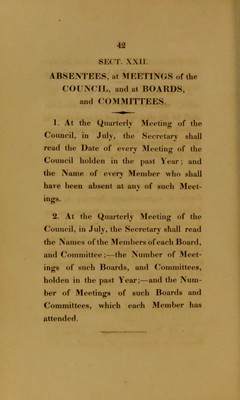 42
SECT. XXII.
ABSENTEES, at MEETINGS of the
COUNCIL, and at BOARDS,
and COMMITTEES.
1. At the Quarterly Meeting of the
Council, in July, the Secretary shall
read the Date of every Meeting of the
Council holden in the past Year; and
the Name of every Member who shall
have been absent at any of such Meet-
ings.
2. At the Quarterly Meeting of the
Council, in July, the Secretary shall read
the Names of the Members of each Board,
and Committee;—the Number of Meet-
ings of such Boards, and Committees,
holden in the past Year;—and the Num-
ber of Meetings of such Boards and
Committees, which each Member has
attended.